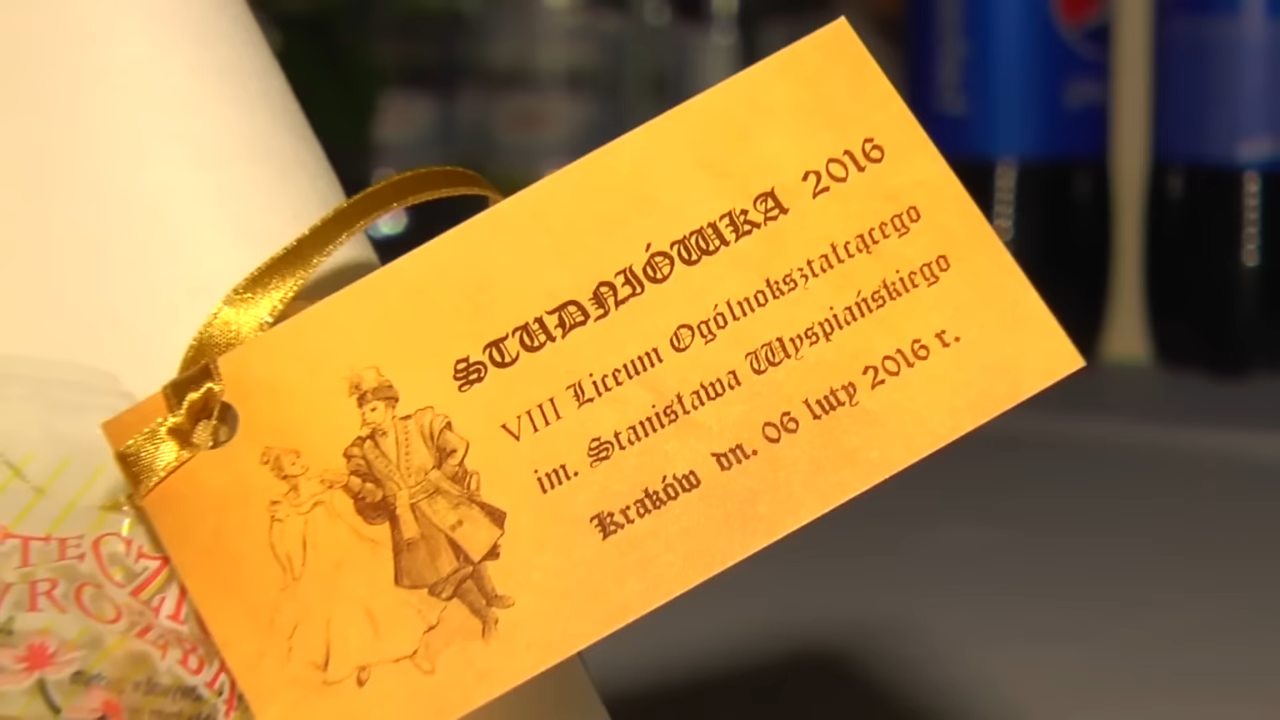 STUDNIÓWKA 2016
VIII Liceum Ogólnokształcącego
im. Stanisława Wyspiańskiego
Kraków dn. 06 luty 2016 r.